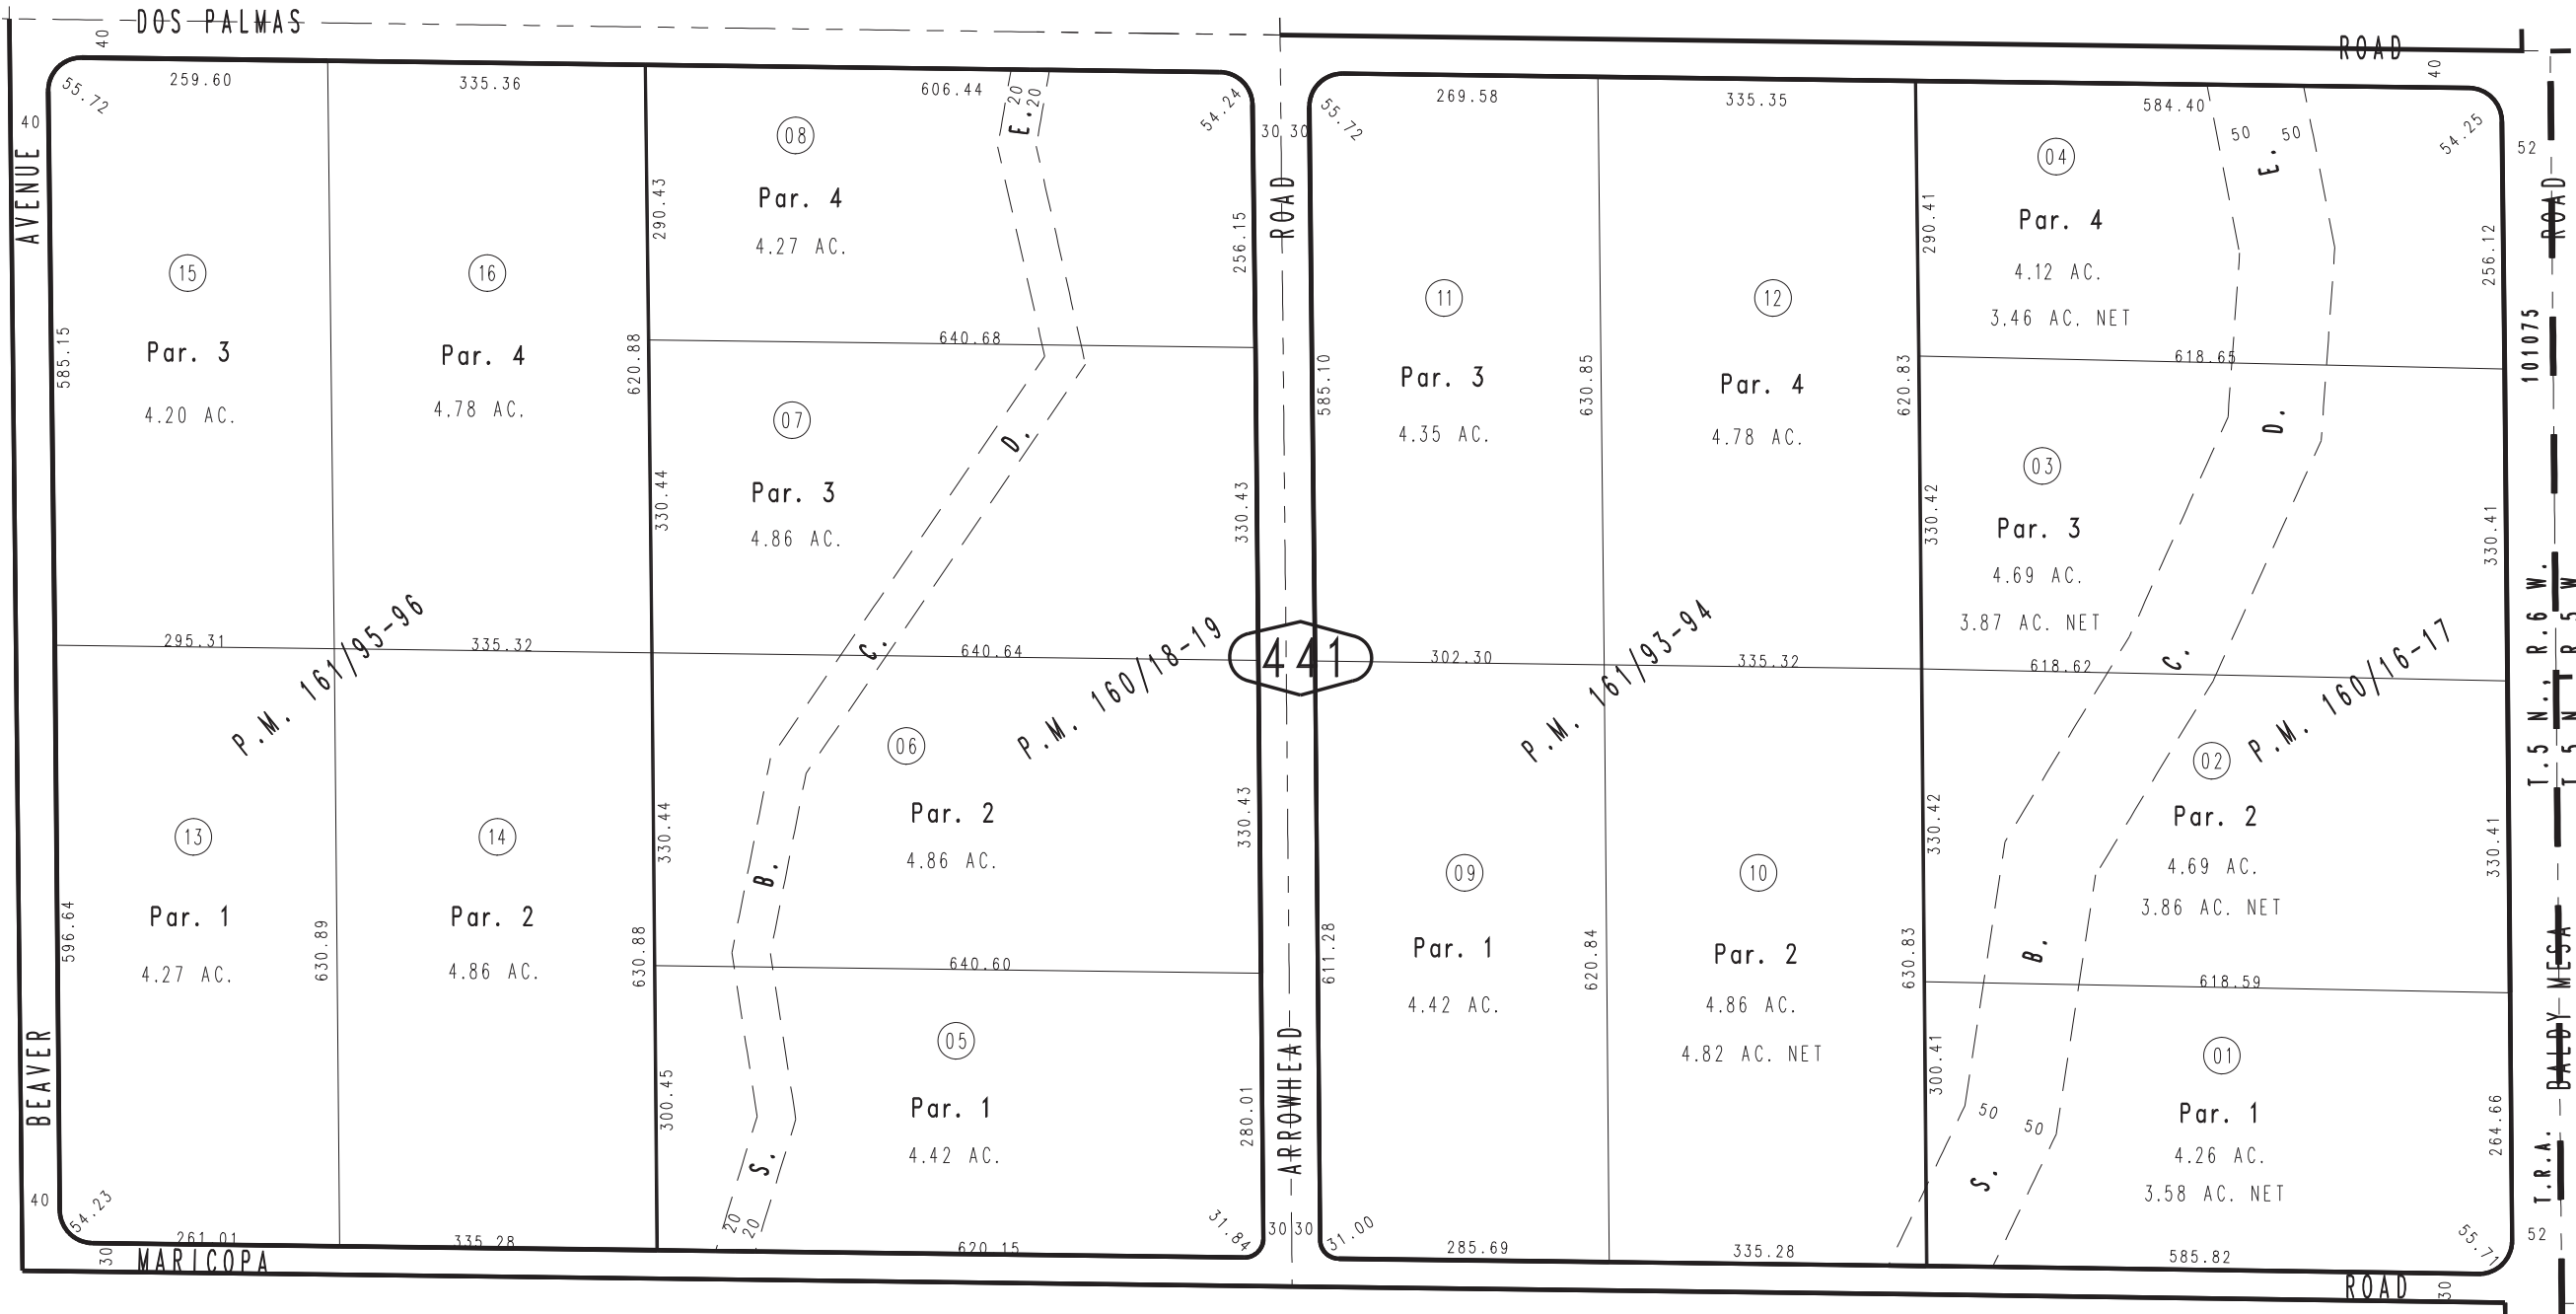 DOS PALMAS
ROAD
40
40
259.60
335.36
606.44
20
20
E.
54.24
55.72
40
AVENUE
08
Par. 4
4.27 AC.
290.43
256.15
15
Par. 3
4.20 AC.
585.15
16
Par. 4
4.78 AC.
620.88
640.68
07
Par. 3
4.86 AC.
D.
330.44
330.43
295.31
335.32
C.
640.64
P.M. 161/95-96
P.M. 160/18-19
06
Par. 2
4.86 AC.
330.44
330.43
B.
13
Par. 1
4.27 AC.
596.64
630.89
14
Par. 2
4.86 AC.
630.88
640.60
05
Par. 1
4.42 AC.
300.45
280.01
S.
20
20
BEAVER
40
54.23
261.01
335.28
620.15
31.84
30
MARICOPA
30 30
ROAD
441
ARROWHEAD
30 30
55.72
269.58
335.35
584.40
50 50
E.
54.25
52
04
Par. 4
4.12 AC.
3.46 AC. NET
290.41
256.12
11
Par. 3
4.35 AC.
585.10
630.85
12
Par. 4
4.78 AC.
620.83
618.65
D.
03
Par. 3
4.69 AC.
3.87 AC. NET
330.42
330.41
302.30
335.32
618.62
C.
P.M. 161/93-94
P.M. 160/16-17
02
Par. 2
4.69 AC.
3.86 AC. NET
330.42
330.41
09
Par. 1
4.42 AC.
611.28
620.84
10
Par. 2
4.86 AC.
4.82 AC. NET
630.83
B.
618.59
01
Par. 1
4.26 AC.
3.58 AC. NET
300.41
264.66
50
50
S.
31.00
285.69
335.28
585.82
55.71
52
30
ROAD
ROAD
101075
T.5 N., R.6 W.
BALDY MESA
T.R.A.